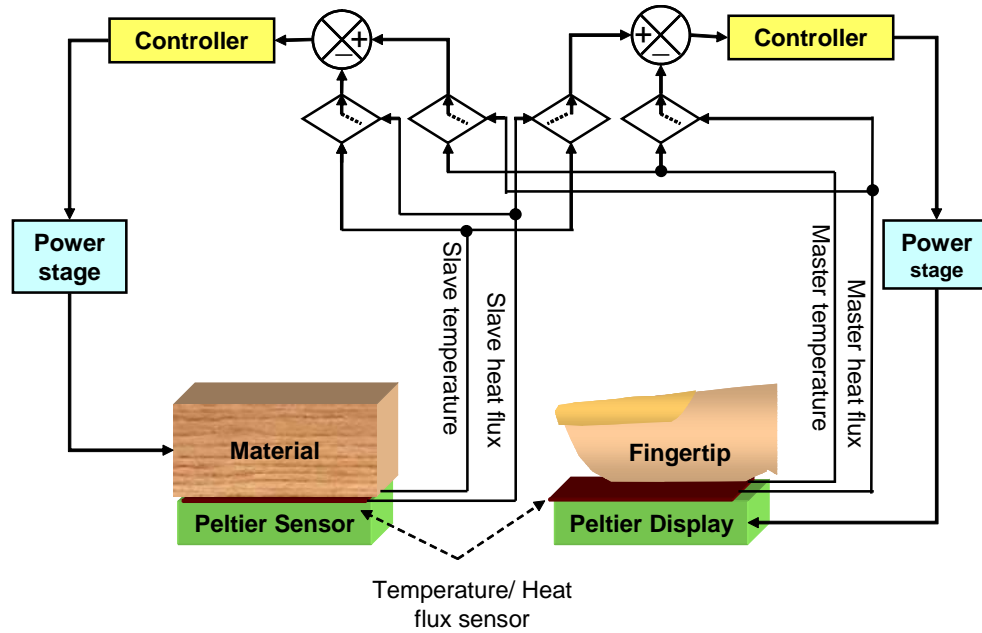 Controller
+
−
+
−
Controller
Power
stage
Power
stage
Slave temperature
Slave heat flux
Master temperature
Master heat flux
Material
Fingertip
Peltier Sensor
Peltier Display
Temperature/ Heat
flux sensor